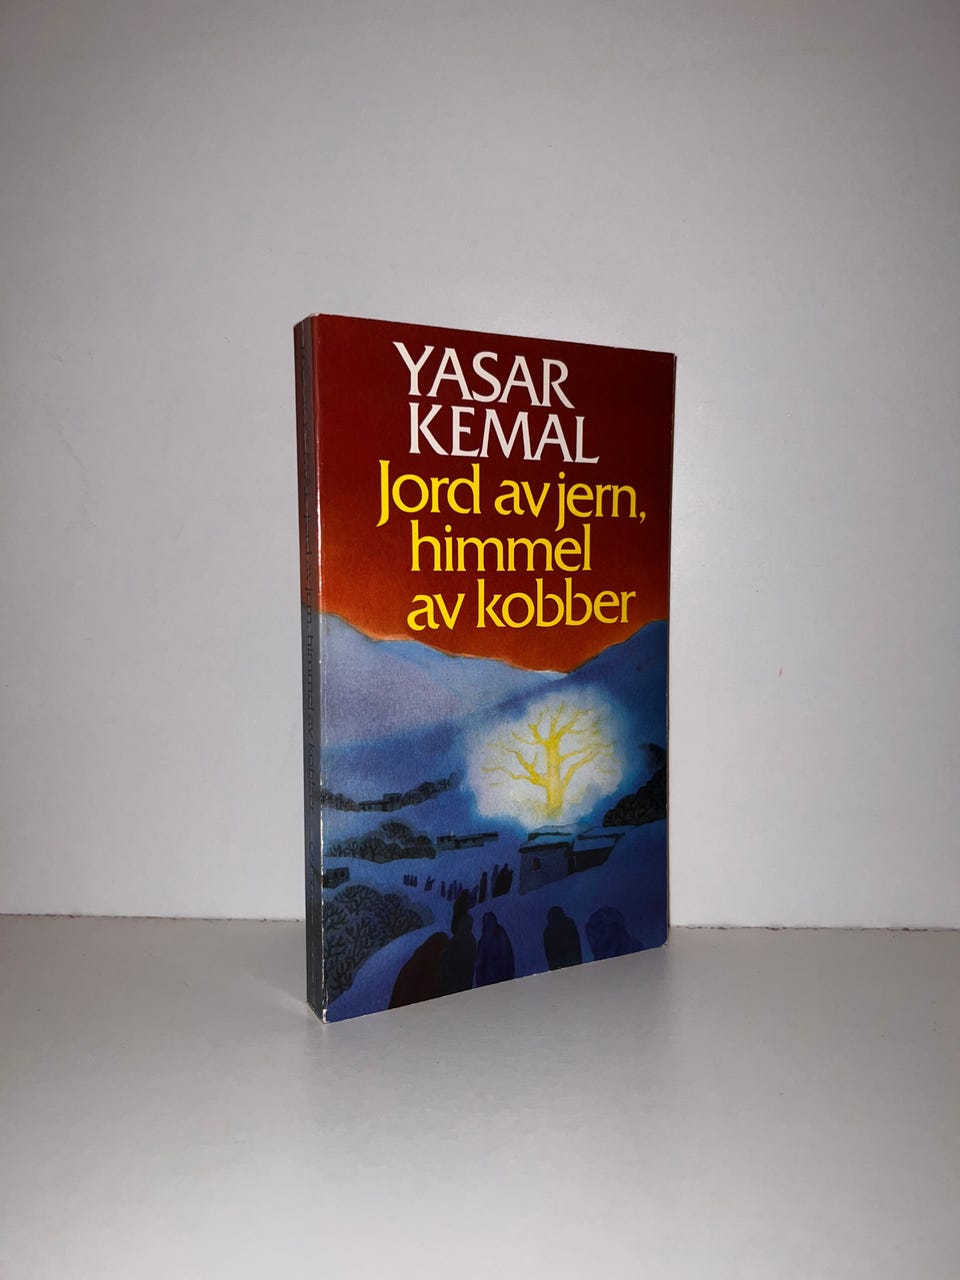 YASAR
KEMAL
Jord av jern,
himmel
av kobber